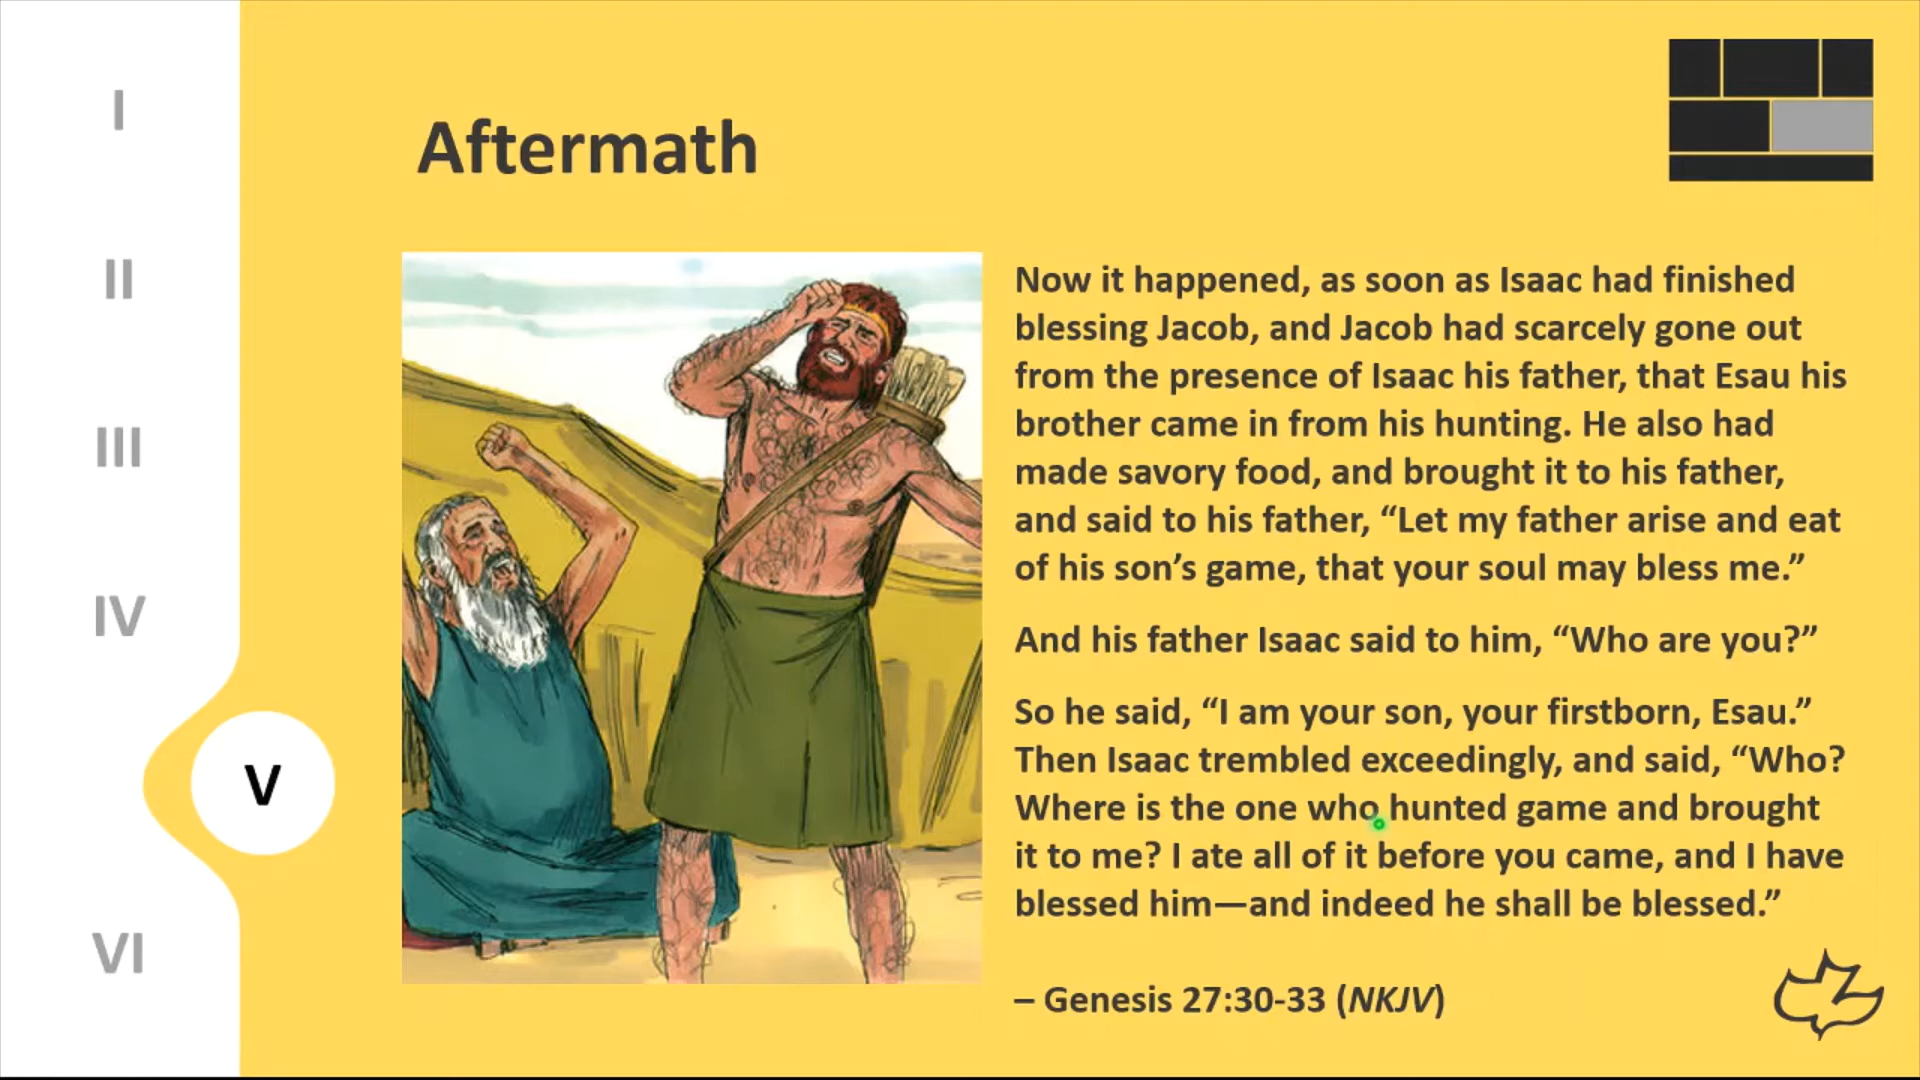 I
II
III
IV
V
VI
Aftermath
Now it happened, as soon as Isaac had finished
blessing Jacob, and Jacob had scarcely gone out
from the presence of Isaac his father, that Esau his
brother came in from his hunting. He also had
made savory food, and brought it to his father,
and said to his father, “Let my father arise and eat
of his son’s game, that your soul may bless me.”
And his father Isaac said to him, “Who are you?”
So he said, “I am your son, your firstborn, Esau.”
Then Isaac trembled exceedingly, and said, “Who?
Where is the one who hunted game and brought
it to me? I ate all of it before you came, and I have
blessed him—and indeed he shall be blessed.”
– Genesis 27:30-33 (NKJV)